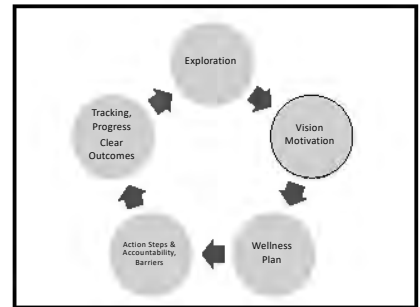 Exploration
Vision
Motivation
Wellness
Plan
Action Steps &
Accountability,
Barriers
Tracking,
Progress
Clear
Outcomes